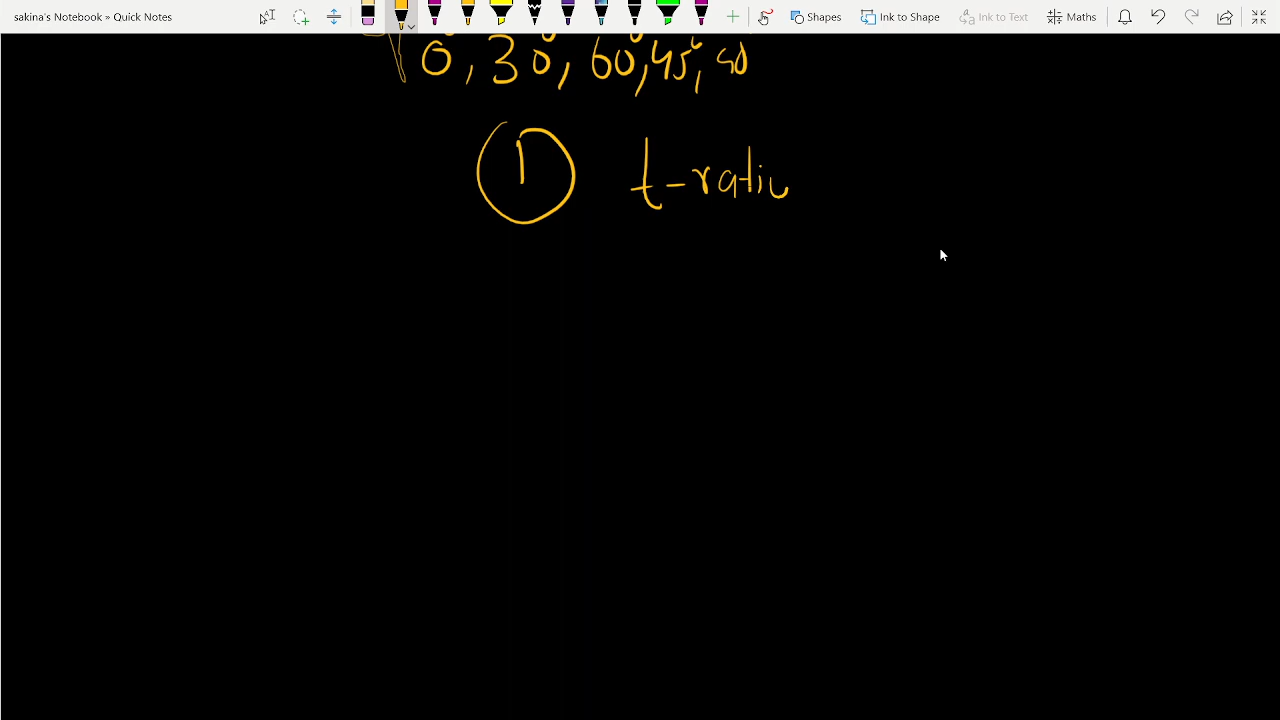 sakina's Notebook » Quick Notes
Shapes
Ink to Shape
Ink to Text
Maths
0°, 30°, 60°, 45°, 90
1 t-ratio